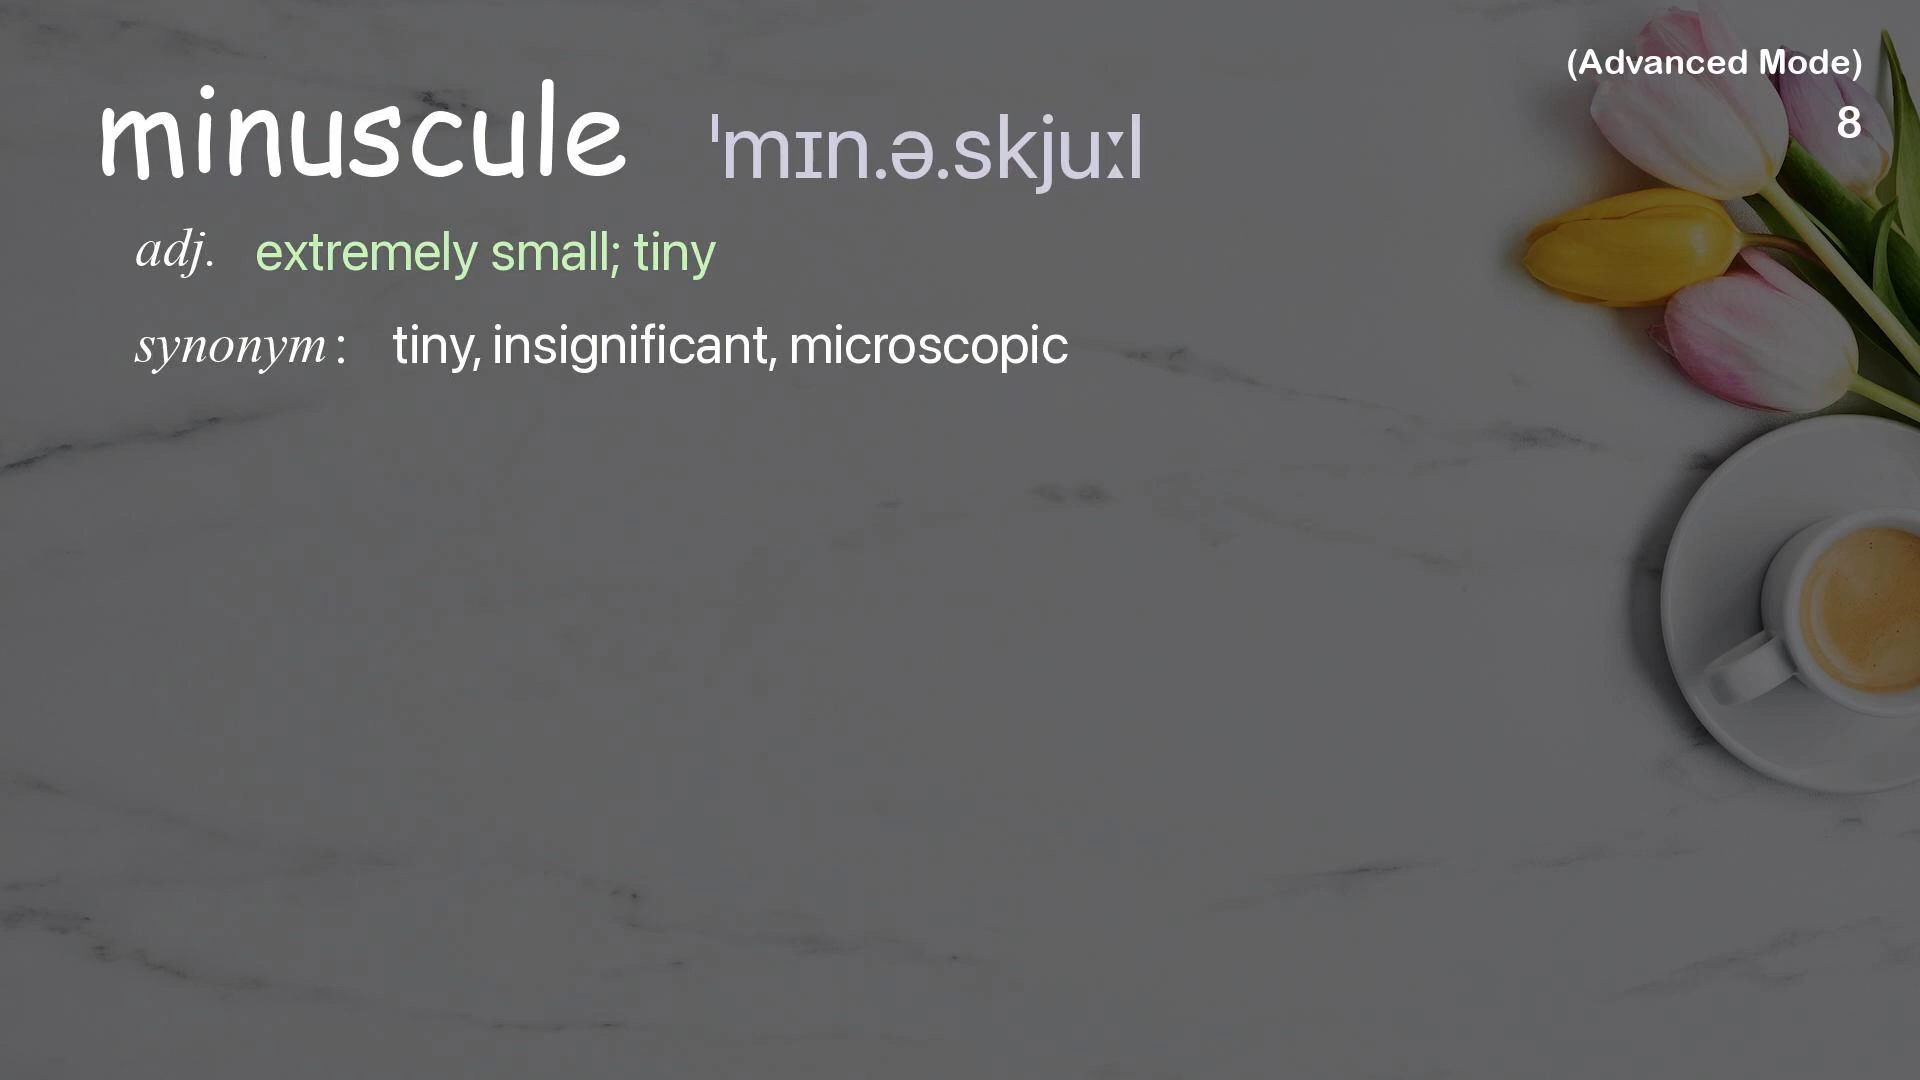 (Advanced Mode)
8
minuscule ˈmɪn.ə.skjuːl
adj. extremely small; tiny
synonym : tiny, insignificant, microscopic